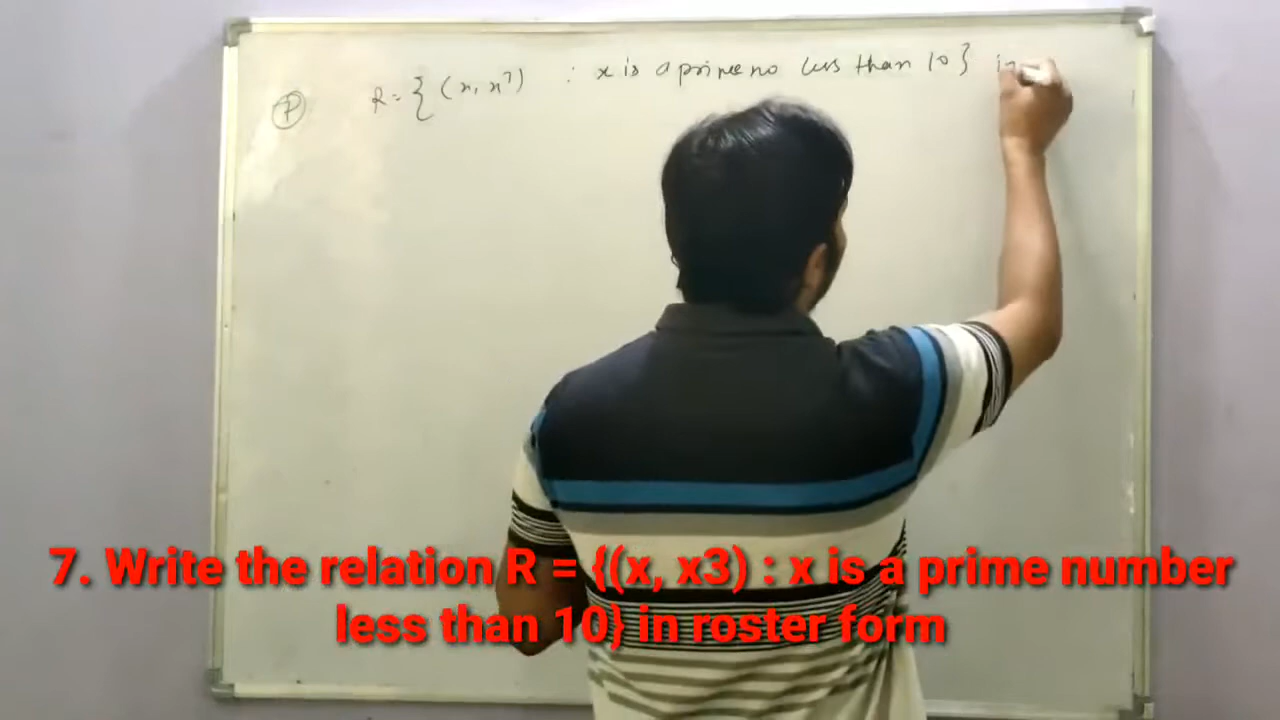 R = { (x, x³) : x is a prime no less than 10 } in
7. Write the relation R = {(x, x3) : x is a prime number
less than 10} in roster form